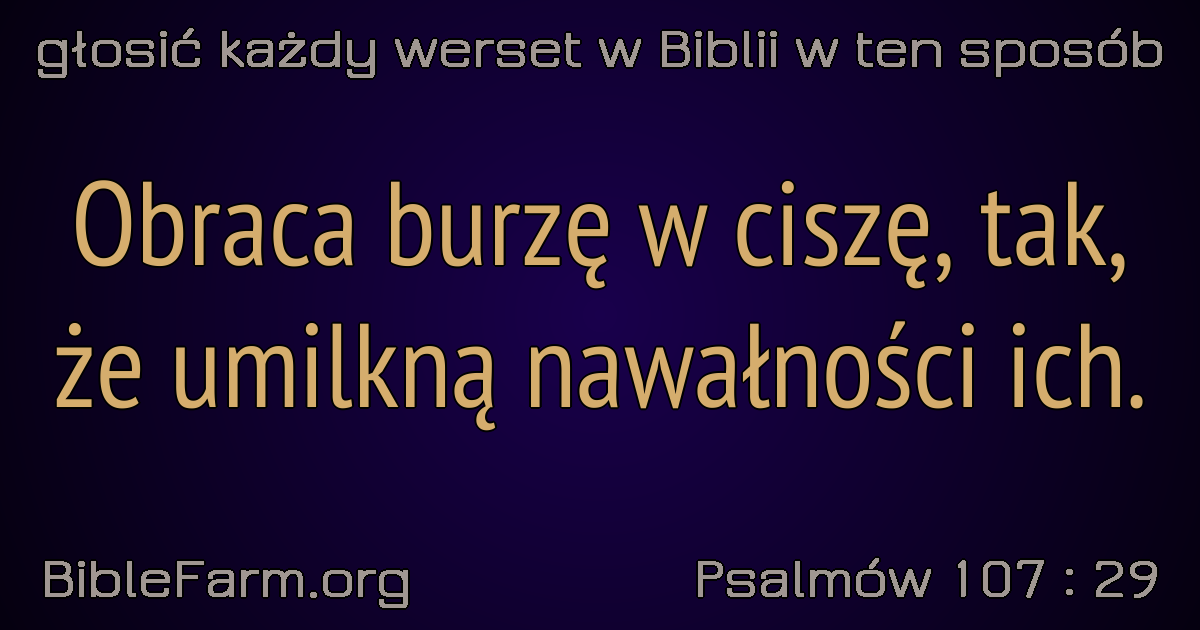 głosić każdy werset w Biblii w ten sposób
Obraca burzę w ciszę, tak,
że umilkną nawałności ich.
BibleFarm.org
Psalmów 107 : 29